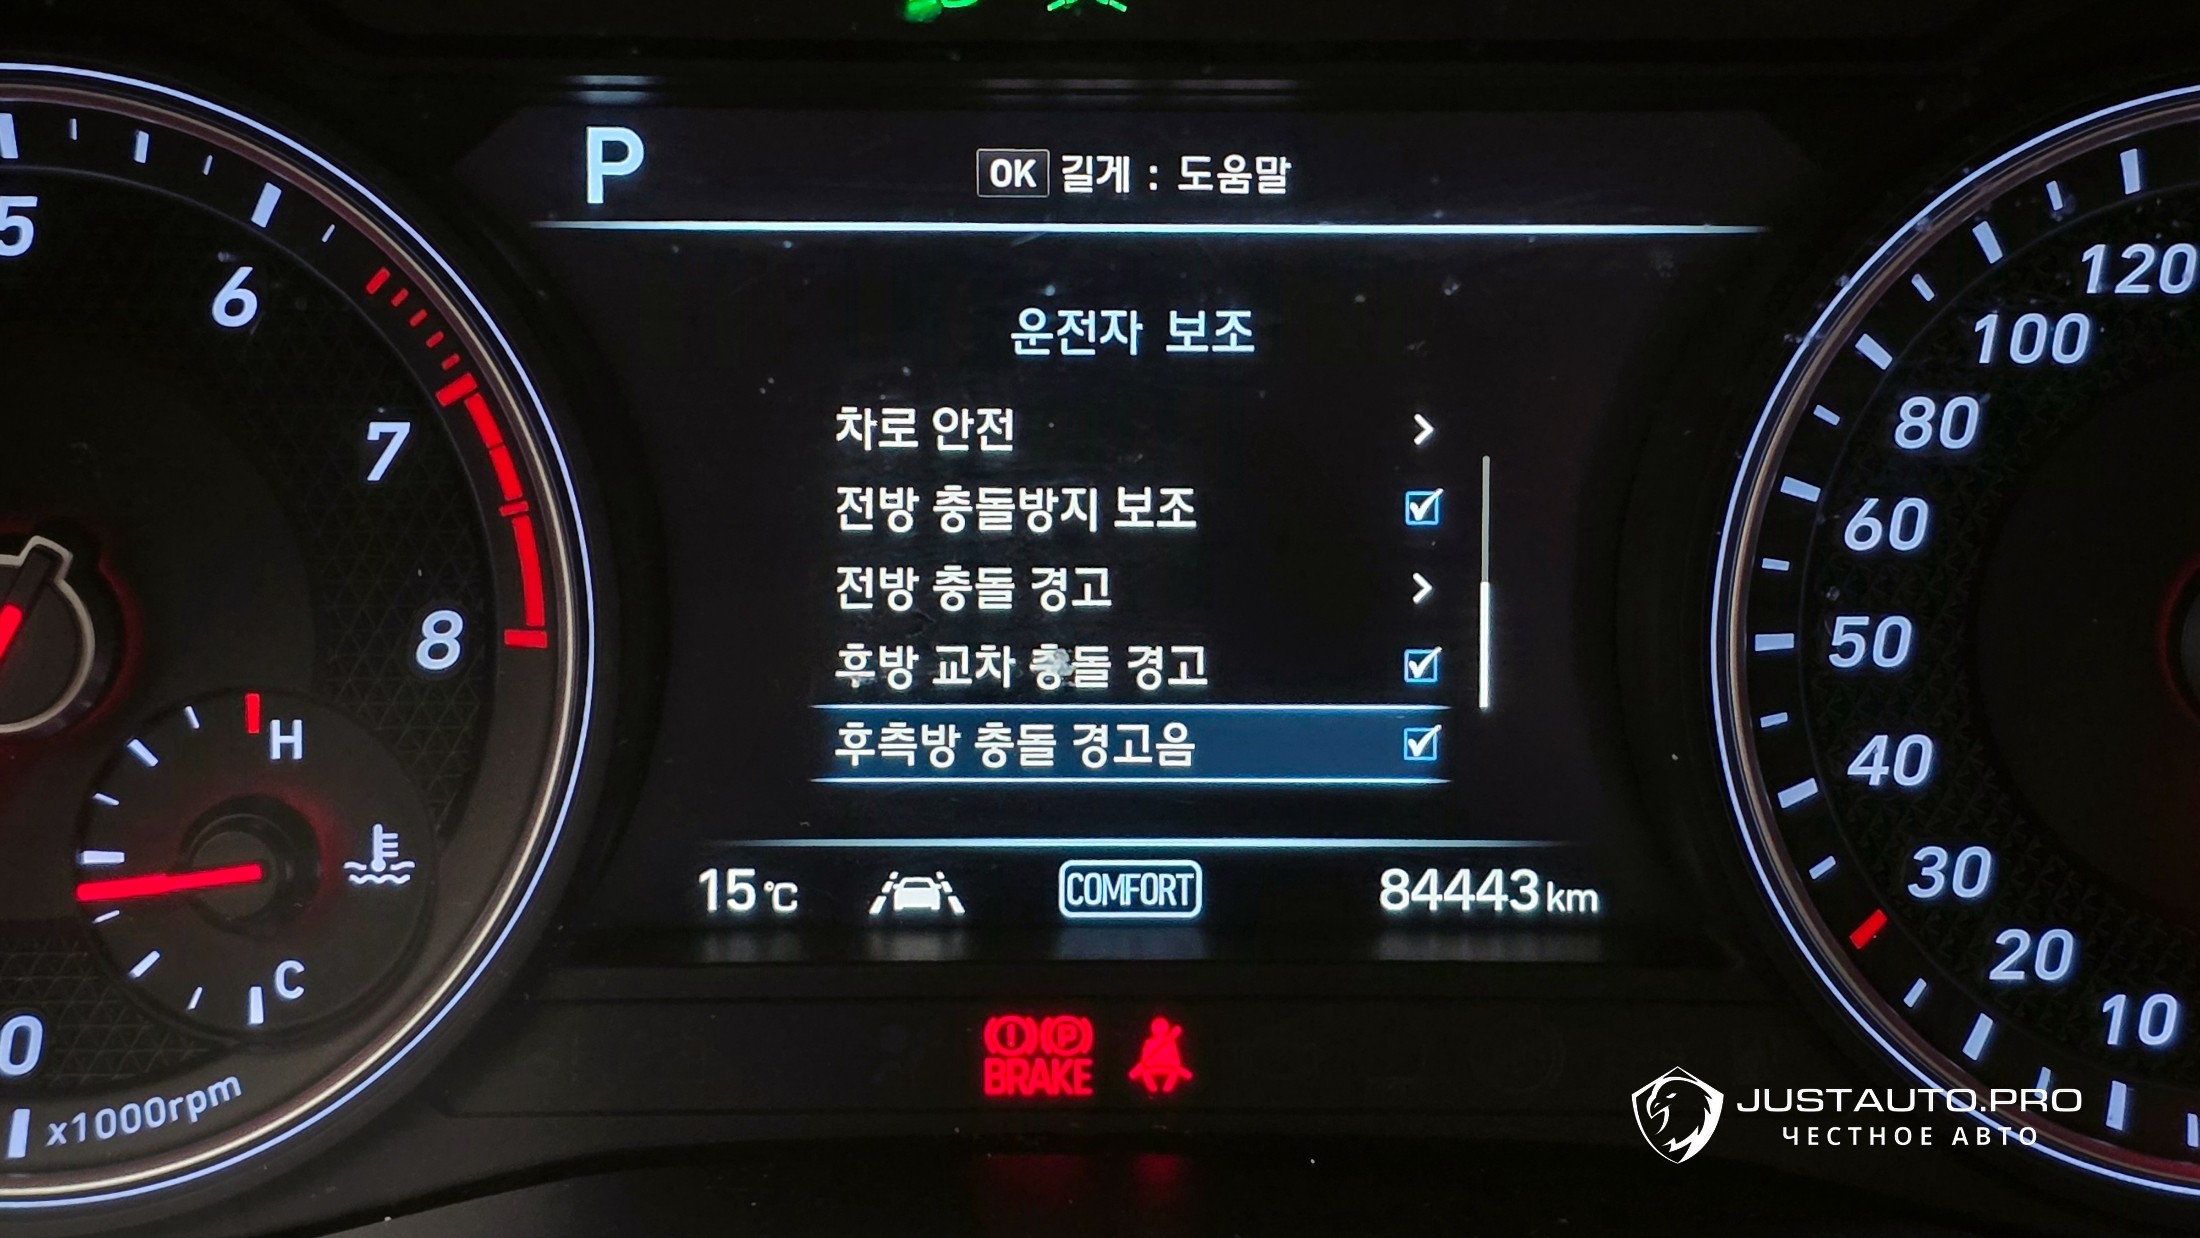 P
OK 길게 : 도움말
운전자 보조
차로 안전
전방 충돌방지 보조
전방 충돌 경고
후방 교차 충돌 경고
후측방 충돌 경고음
15°C
COMFORT
84443 km
BRAKE
5
6
7
8
H
C
0
x1000rpm
120
100
80
60
50
40
30
20
10
JUSTAUTO.PRO
ЧЕСТНОЕ АВТО